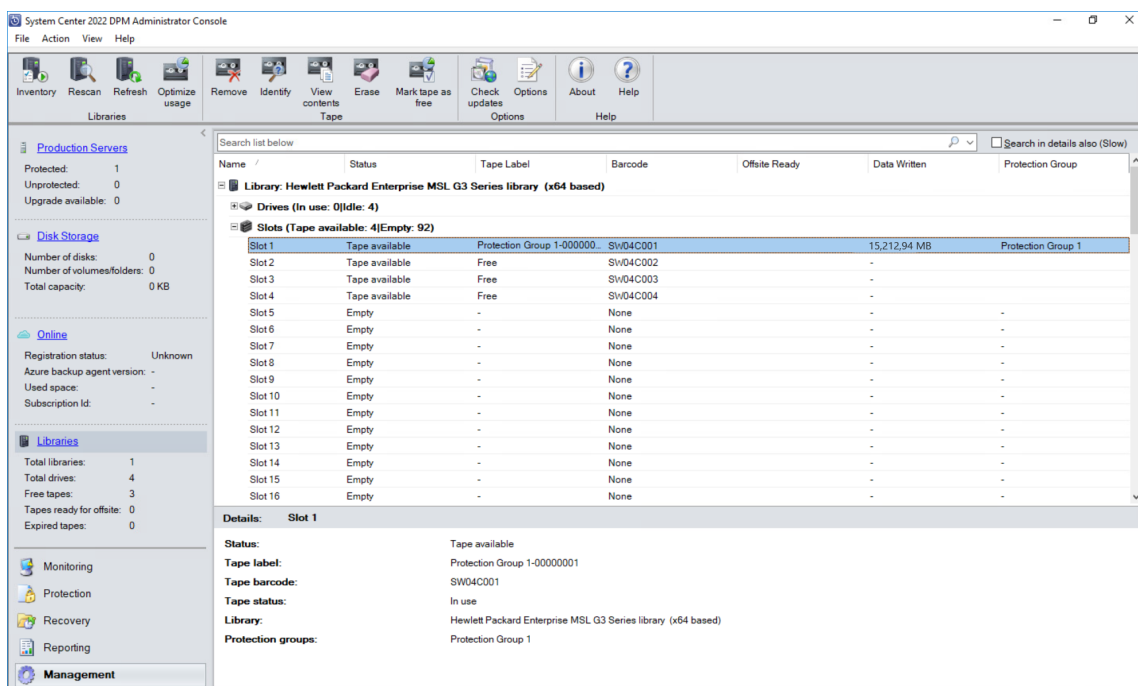 System Center 2022 DPM Administrator Console
File Action View Help
Inventory Rescan Refresh Optimize usage Remove Identify View contents Erase Mark tape as free Check updates Options About Help
Libraries Tape Options Help
Search list below Search in details also (Slow)
Production Servers
Protected: 1
Unprotected: 0
Upgrade available: 0
Disk Storage
Number of disks: 0
Number of volumes/folders: 0
Total capacity: 0 KB
Online
Registration status: Unknown
Azure backup agent version: -
Used space: -
Subscription Id: -
Libraries
Total libraries: 1
Total drives: 4
Free tapes: 3
Tapes ready for offsite: 0
Expired tapes: 0
Monitoring
Protection
Recovery
Reporting
Management
Name Status Tape Label Barcode Offsite Ready Data Written Protection Group
Library: Hewlett Packard Enterprise MSL G3 Series library (x64 based)
Drives (In use: 0|Idle: 4)
Slots (Tape available: 4|Empty: 92)
Slot 1 Tape available Protection Group 1-000000... SW04C001 15,212,94 MB Protection Group 1
Slot 2 Tape available Free SW04C002 -
Slot 3 Tape available Free SW04C003 -
Slot 4 Tape available Free SW04C004 -
Slot 5 Empty - None - -
Slot 6 Empty - None - -
Slot 7 Empty - None - -
Slot 8 Empty - None - -
Slot 9 Empty - None - -
Slot 10 Empty - None - -
Slot 11 Empty - None - -
Slot 12 Empty - None - -
Slot 13 Empty - None - -
Slot 14 Empty - None - -
Slot 15 Empty - None - -
Slot 16 Empty - None - -
Details: Slot 1
Status: Tape available
Tape label: Protection Group 1-00000001
Tape barcode: SW04C001
Tape status: In use
Library: Hewlett Packard Enterprise MSL G3 Series library (x64 based)
Protection groups: Protection Group 1